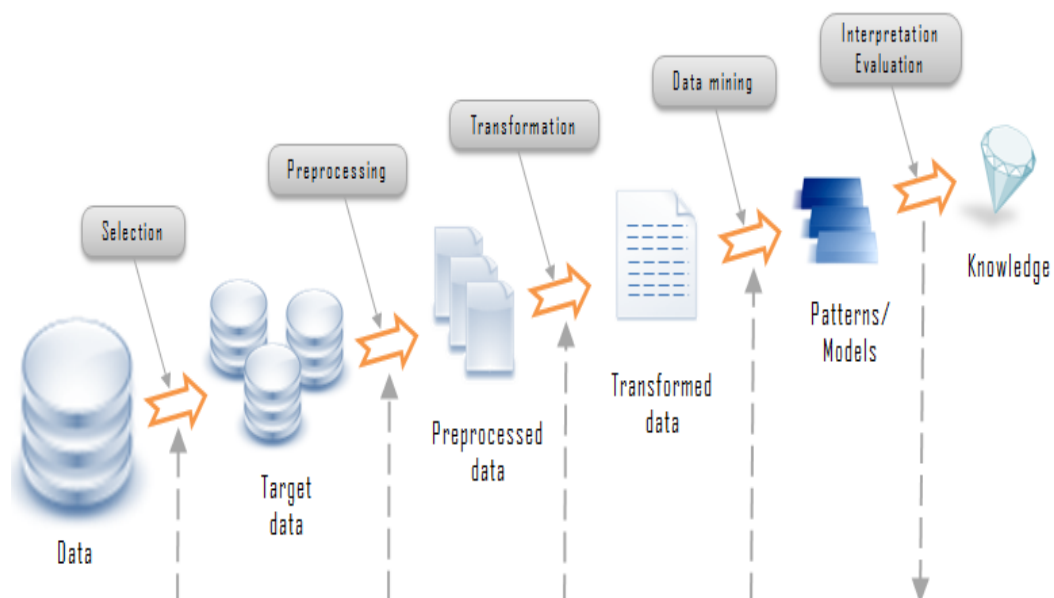 Interpretation
Evaluation
Data mining
Transformation
Preprocessing
Selection
Knowledge
Patterns/
Models
Transformed
data
Preprocessed
data
Target
data
Data